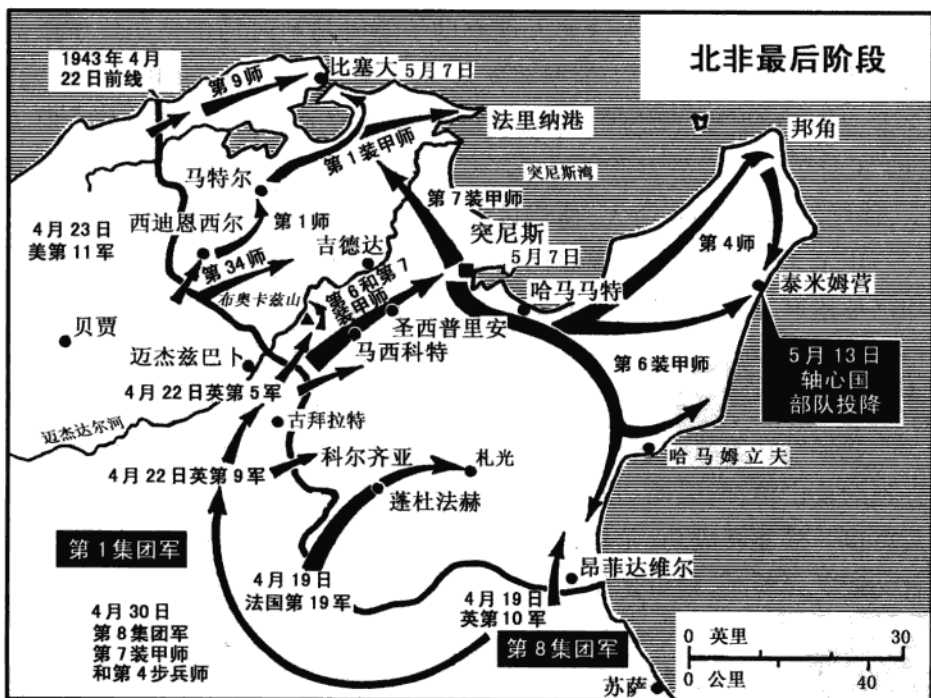 北非最后阶段
1943年4月
22日前线
第9师
比塞大
5月7日
法里纳港
邦角
第1装甲师
马特尔
突尼斯湾
第7装甲师
4月23日
美第11军
西迪恩西尔
第1师
吉德达
突尼斯
5月7日
第4师
第34师
布奥卡兹山
第6和第7
装甲师
哈马马特
泰米姆营
贝贾
圣西普里安
迈杰兹巴卜
马西科特
第6装甲师
5月13日
轴心国
部队投降
4月22日英第5军
古拜拉特
迈杰达尔河
科尔齐亚
札光
哈马姆立夫
4月22日英第9军
蓬杜法赫
第1集团军
4月19日
法国第19军
昂菲达维尔
4月19日
英第10军
4月30日
第8集团军
第7装甲师
和第4步兵师
第8集团军
0 英里 30
0 公里 40
苏萨